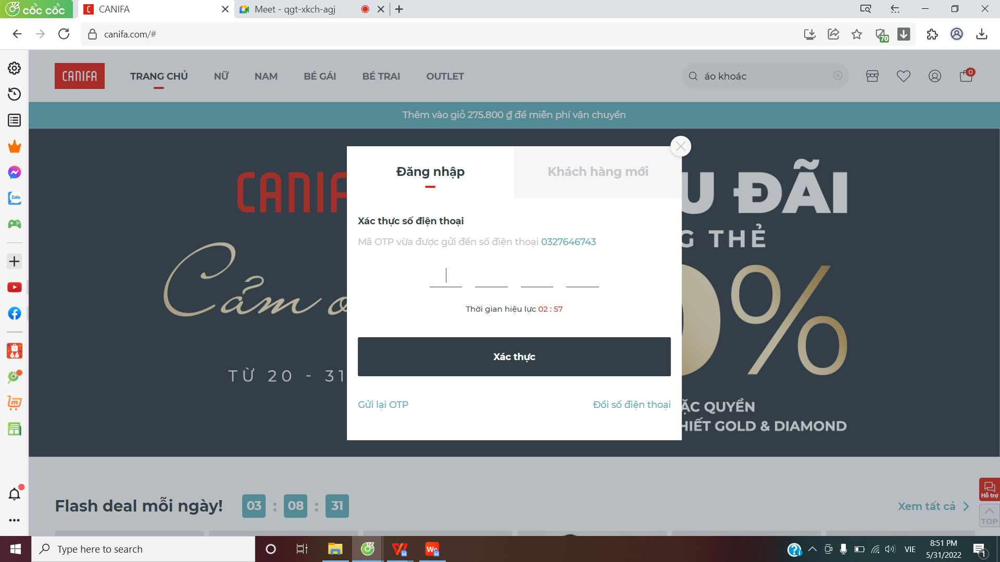 cốc cốc
CANIFA
Meet - qgt-xkch-agj
canifa.com/#
70
CANIFA
TRANG CHỦ
NỮ
NAM
BÉ GÁI
BÉ TRAI
OUTLET
áo khoác
0
Thêm vào giỏ 275.800 ₫ để miễn phí vận chuyển
Zalo
CANIF
U ĐÃI
G THẺ
Cảm o
0%
TỪ 20 - 31
ẶC QUYỀN
HIẾT GOLD & DIAMOND
Đăng nhập
Khách hàng mới
Xác thực số điện thoại
Mã OTP vừa được gửi đến số điện thoại 0327646743
Thời gian hiệu lực 02 : 57
Xác thực
Gửi lại OTP
Đổi số điện thoại
Flash deal mỗi ngày!
03 : 08 : 31
Xem tất cả
Hỗ trợ
TOP
Type here to search
VIE
8:51 PM
5/31/2022
1